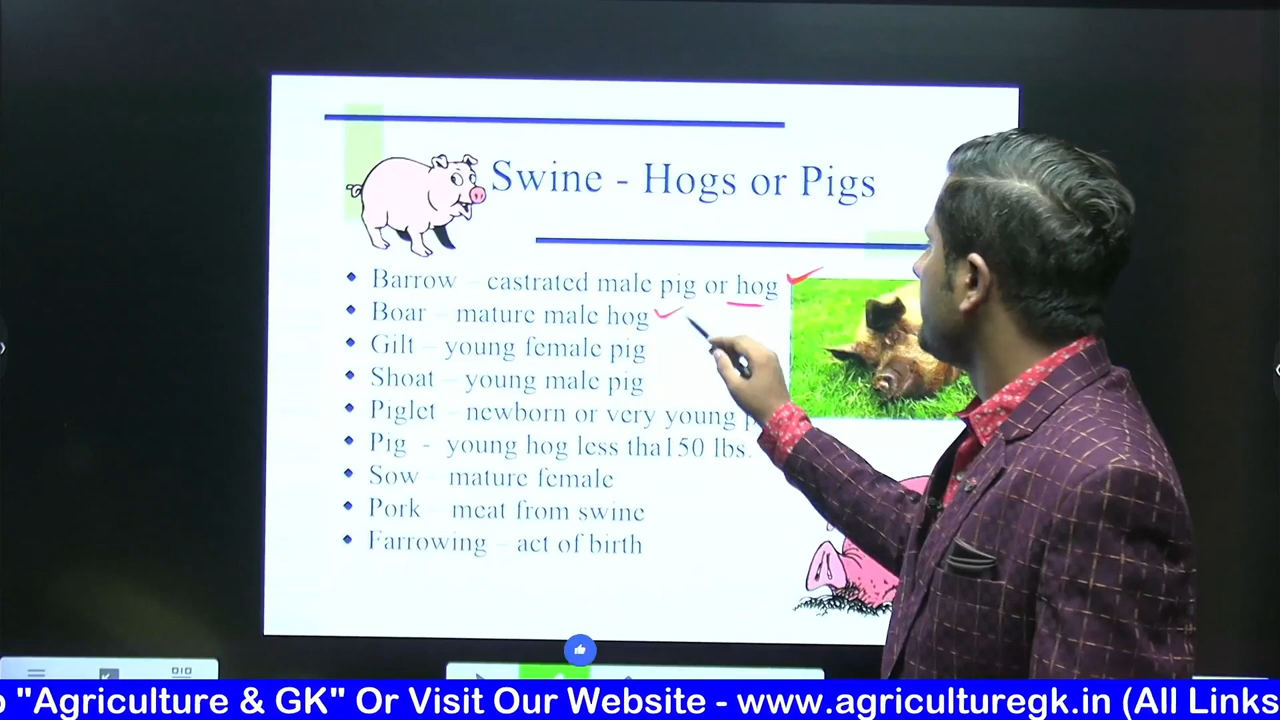 Swine - Hogs or Pigs
Barrow – castrated male pig or hog
Boar – mature male hog
Gilt – young female pig
Shoat – young male pig
Piglet – newborn or very young
Pig - young hog less tha150 lbs.
Sow – mature female
Pork – meat from swine
Farrowing – act of birth
"Agriculture & GK" Or Visit Our Website - www.agriculturegk.in (All Links